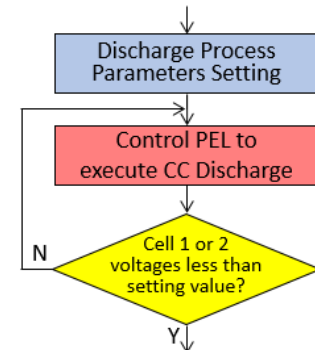 Discharge Process
Parameters Setting
Control PEL to
execute CC Discharge
Cell 1 or 2
voltages less than
setting value?
N
Y